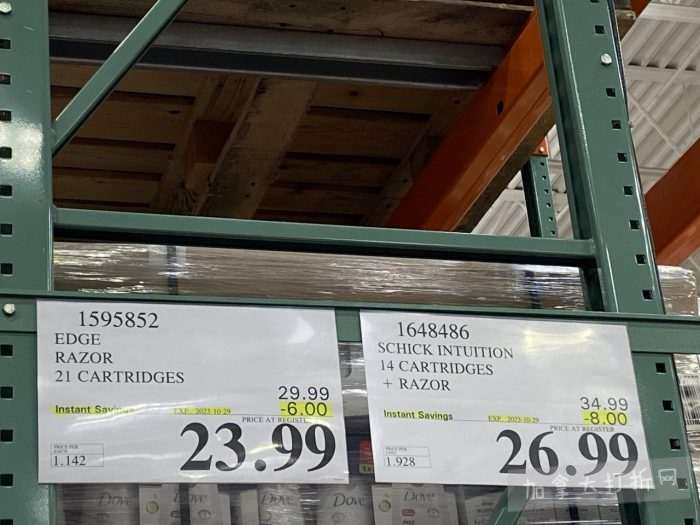 1595852
EDGE
RAZOR
21 CARTRIDGES
29.99
Instant Savings
EXP. 2023-10-29
-6.00
PRICE AT REGISTER
PRICE PER
EACH
1.142
23.99
1648486
SCHICK INTUITION
14 CARTRIDGES
+ RAZOR
34.99
Instant Savings
EXP. 2023-10-29
-8.00
PRICE AT REGISTER
PRICE PER
1.928
26.99
Dove
Dove
Dove
Dove
加拿大打折网